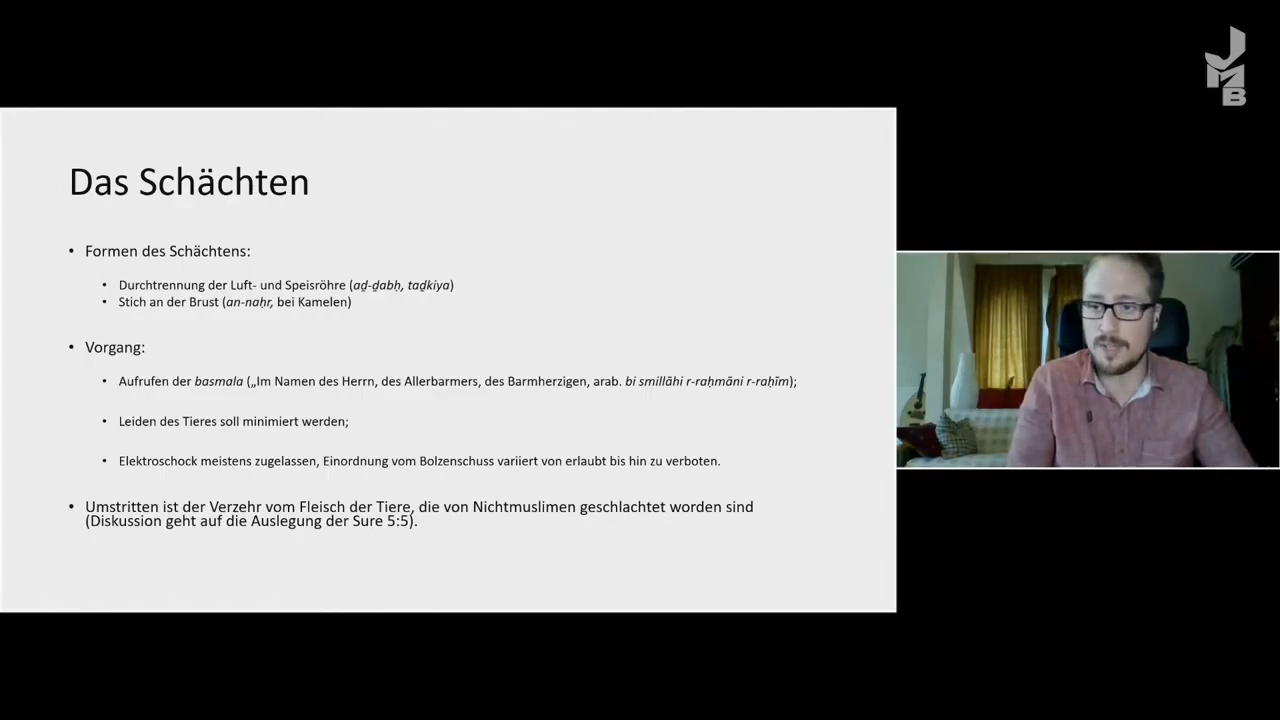 JMB
Das Schächten
• Formen des Schächtens:
• Durchtrennung der Luft- und Speisröhre (aḏ-ḏabḥ, taḏkiya)
• Stich an der Brust (an-naḥr, bei Kamelen)
• Vorgang:
• Aufrufen der basmala („Im Namen des Herrn, des Allerbarmers, des Barmherzigen, arab. bi smillāhi r-raḥmāni r-raḥīm);
• Leiden des Tieres soll minimiert werden;
• Elektroschock meistens zugelassen, Einordnung vom Bolzenschuss variiert von erlaubt bis hin zu verboten.
• Umstritten ist der Verzehr vom Fleisch der Tiere, die von Nichtmuslimen geschlachtet worden sind
(Diskussion geht auf die Auslegung der Sure 5:5).